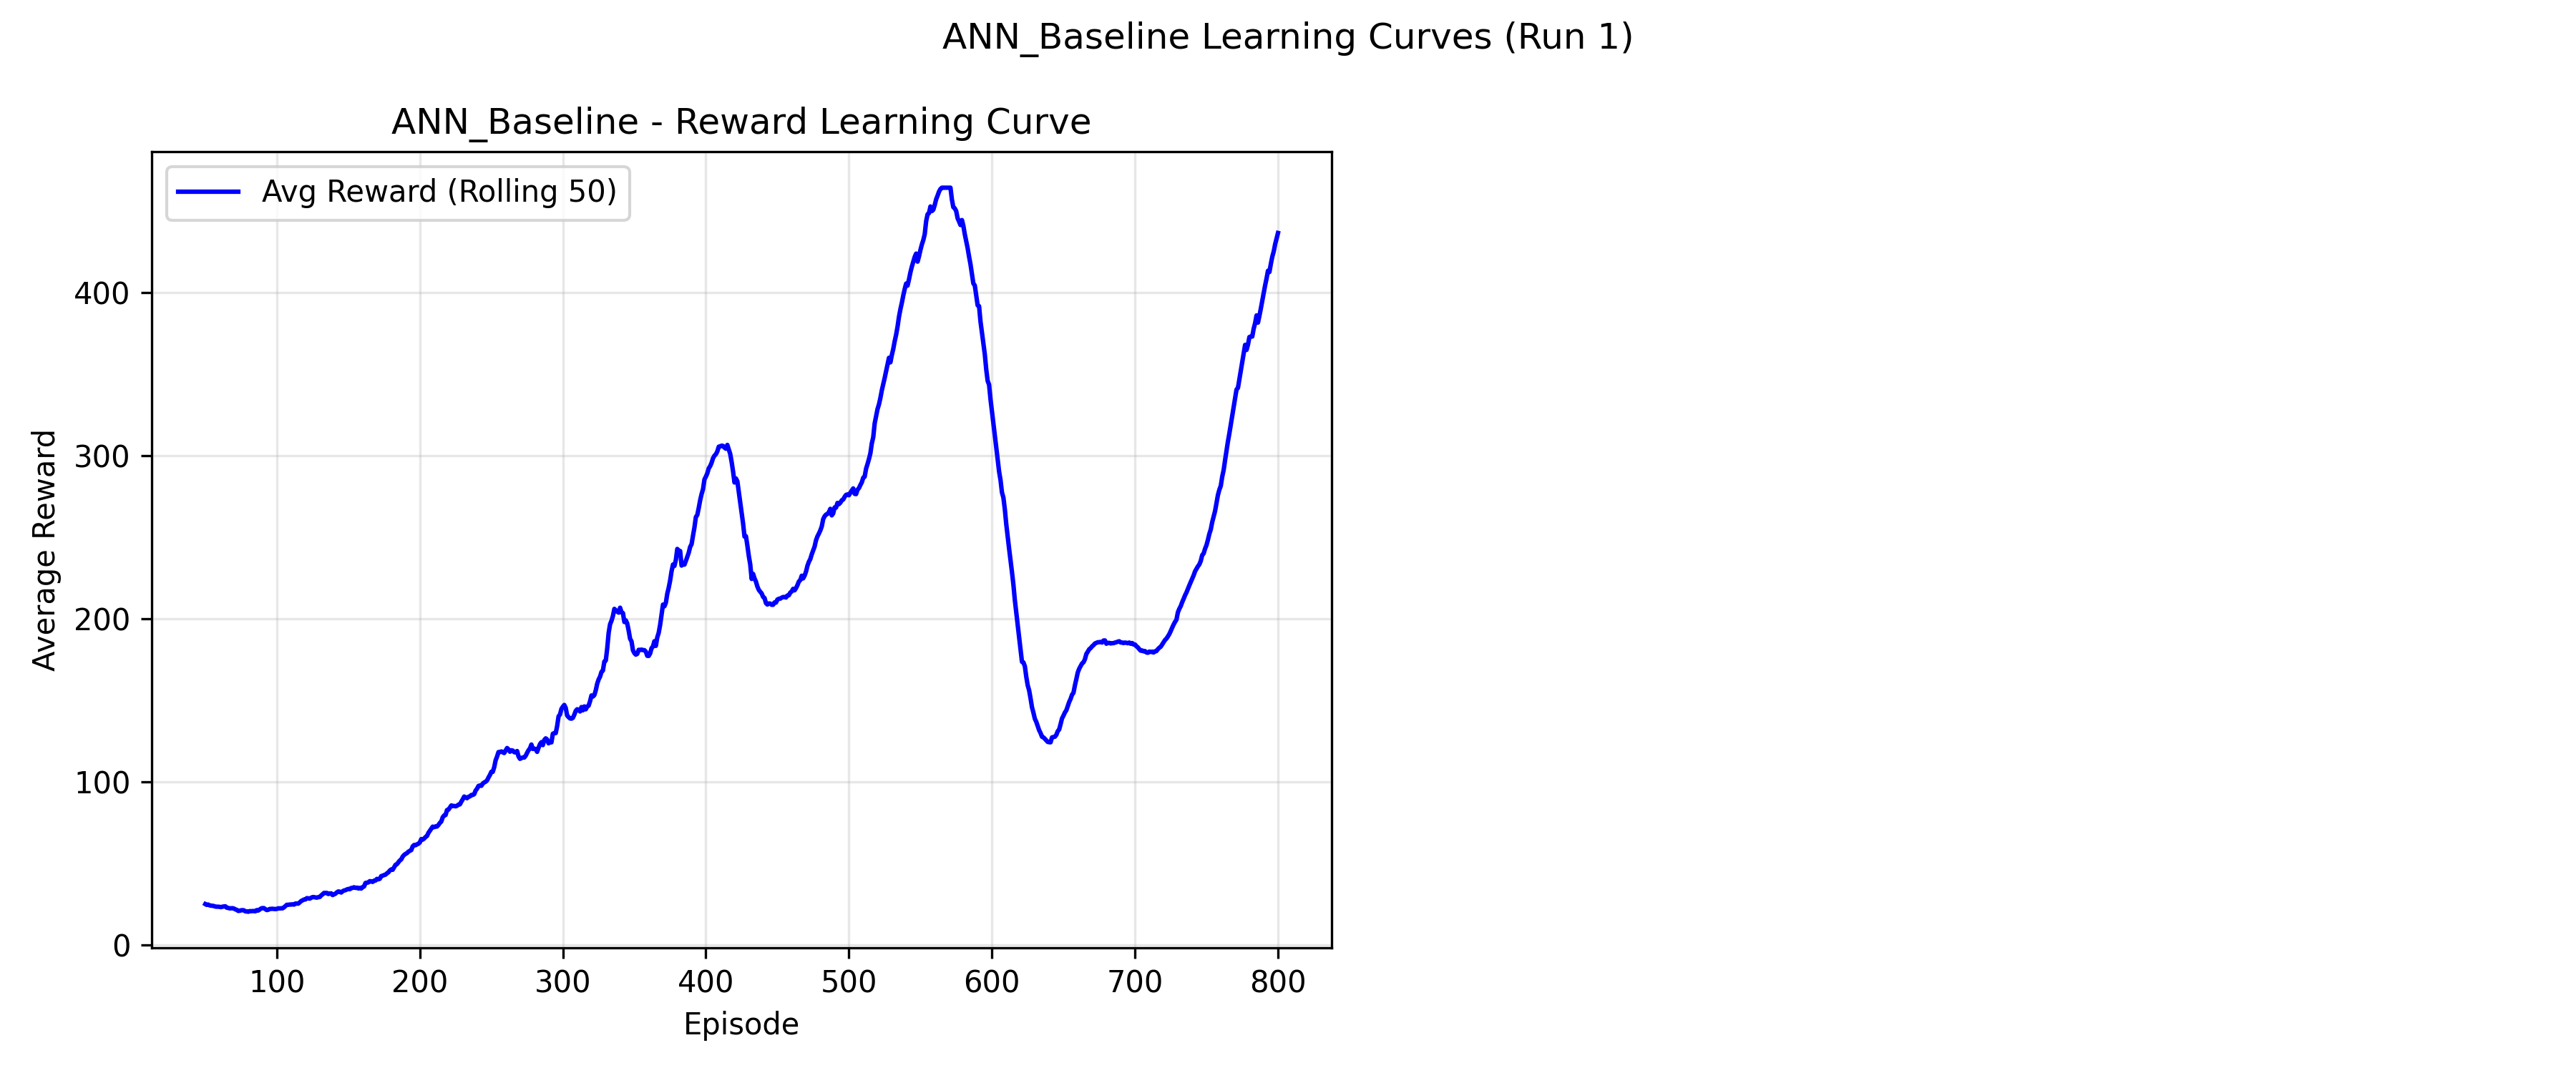 ANN_Baseline Learning Curves (Run 1)
ANN_Baseline - Reward Learning Curve
Avg Reward (Rolling 50)
Average Reward
400
300
200
100
0
100 200 300 400 500 600 700 800
Episode